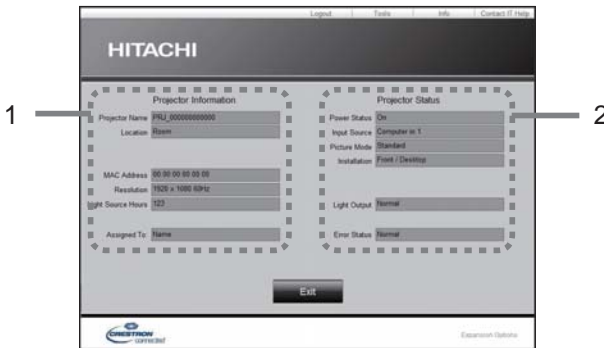 Logout Tools Info Contact IT Help
HITACHI
1
2
Projector Information
Projector Name PRJ_000000000000
Location Room
MAC Address 00:00:00:00:00:00
Resolution 1920 x 1080 60Hz
Light Source Hours 123
Assigned To: Name
Projector Status
Power Status On
Input Source Computer in 1
Picture Mode Standard
Installation Front / Desktop
Light Output Normal
Error Status Normal
Exit
CRESTRON
connected
Expansion Options